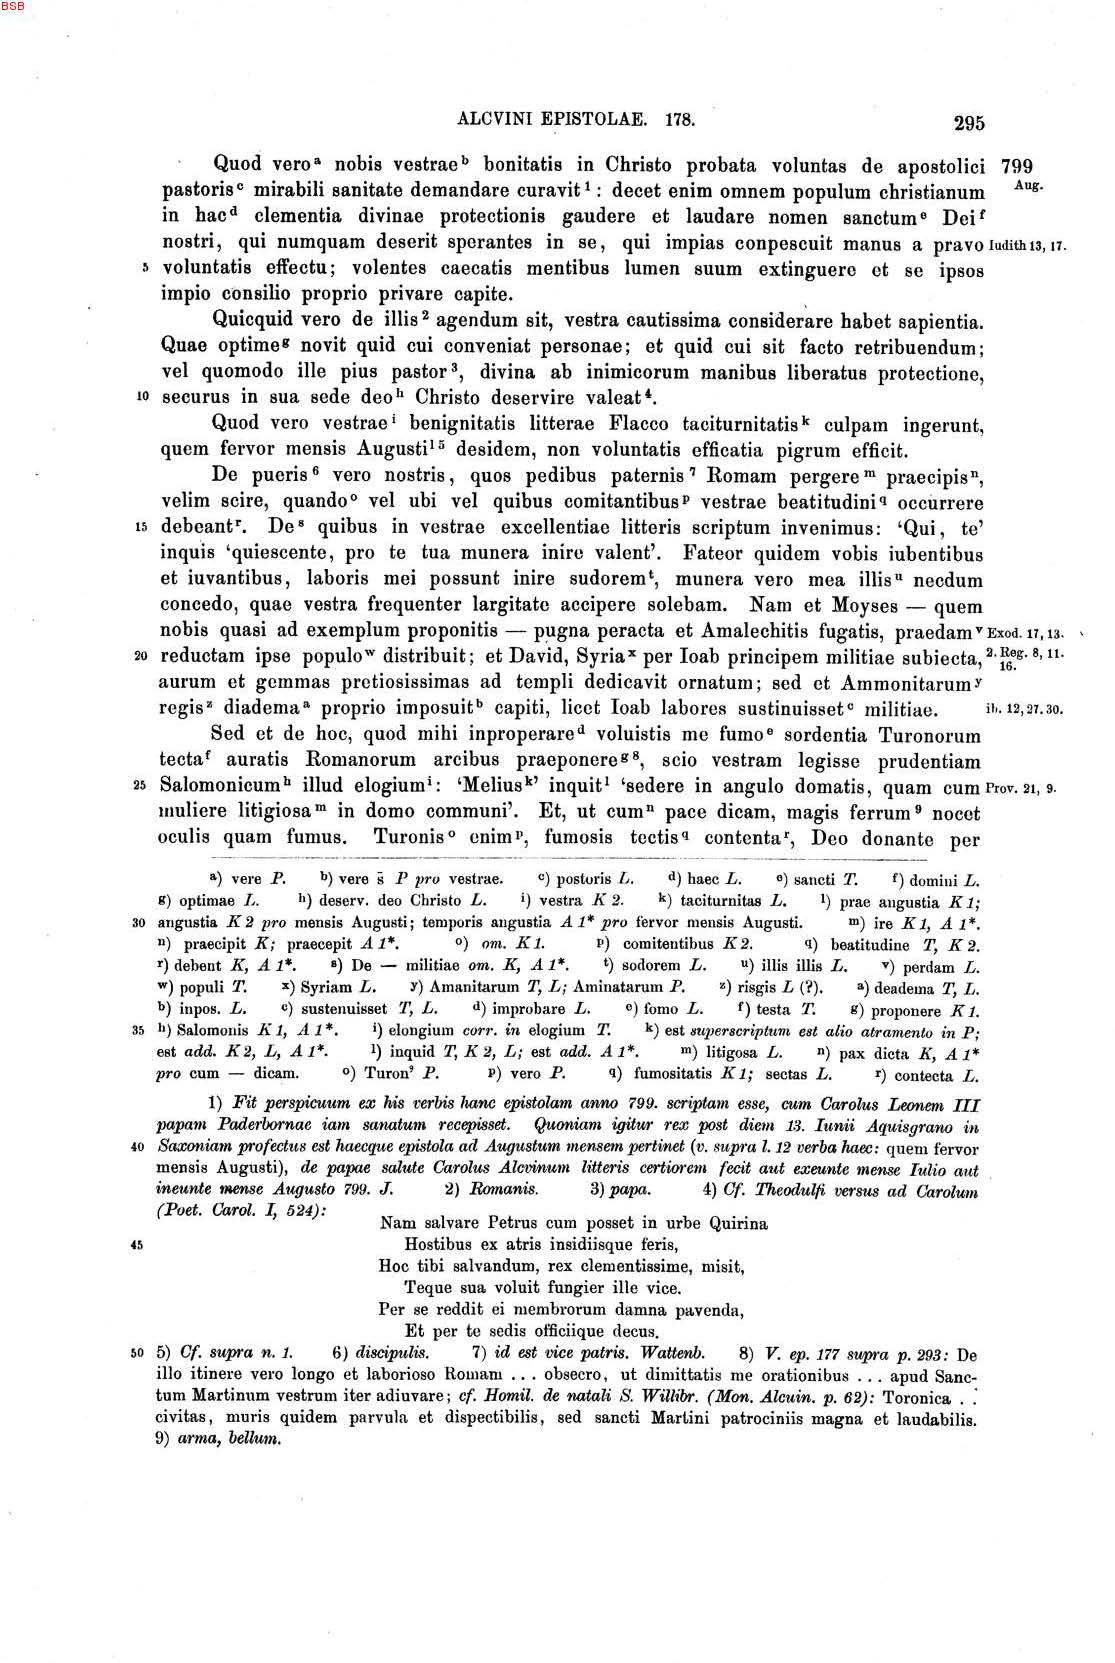 BSB
ALCVINI EPISTOLAE. 178.
295
Quod vero a nobis vestrae b bonitatis in Christo probata voluntas de apostolici 799
pastoris c mirabili sanitate demandare curavit 1 : decet enim omnem populum christianum Aug.
in hac d clementia divinae protectionis gaudere et laudare nomen sanctum e Dei f
nostri, qui numquam deserit sperantes in se, qui impias conpescuit manus a pravo Iudith 13, 17.
5 voluntatis effectu; volentes caecatis mentibus lumen suum extinguere et se ipsos
impio consilio proprio privare capite.
Quicquid vero de illis 2 agendum sit, vestra cautissima considerare habet sapientia.
Quae optime g novit quid cui conveniat personae; et quid cui sit facto retribuendum;
vel quomodo ille pius pastor 3, divina ab inimicorum manibus liberatus protectione,
10 securus in sua sede deo h Christo deservire valeat 4.
Quod vero vestrae i benignitatis litterae Flacco taciturnitatis k culpam ingerunt,
quem fervor mensis Augusti l 5 desidem, non voluntatis efficatia pigrum efficit.
De pueris 6 vero nostris, quos pedibus paternis 7 Romam pergere m praecipis n,
velim scire, quando o vel ubi vel quibus comitantibus p vestrae beatitudini q occurrere
15 debeant r. De s quibus in vestrae excellentiae litteris scriptum invenimus: ‘Qui, te’
inquis ‘quiescente, pro te tua munera inire valent’. Fateor quidem vobis iubentibus
et iuvantibus, laboris mei possunt inire sudorem t, munera vero mea illis u necdum
concedo, quae vestra frequenter largitate accipere solebam. Nam et Moyses — quem
nobis quasi ad exemplum proponitis — pugna peracta et Amalechitis fugatis, praedam v Exod. 17, 13.
20 reductam ipse populo w distribuit; et David, Syria x per Ioab principem militiae subiecta, 2. Reg. 8, 11. 16.
aurum et gemmas pretiosissimas ad templi dedicavit ornatum; sed et Ammonitarum y
regis z diadema a proprio imposuit b capiti, licet Ioab labores sustinuisset c militiae. ib. 12, 27. 30.
Sed et de hoc, quod mihi inproperare d voluistis me fumo e sordentia Turonorum
tecta f auratis Romanorum arcibus praeponere g 8, scio vestram legisse prudentiam
25 Salomonicum h illud elogium i: ‘Melius k’ inquit l ‘sedere in angulo domatis, quam cum Prov. 21, 9.
muliere litigiosa m in domo communi’. Et, ut cum n pace dicam, magis ferrum 9 nocet
oculis quam fumus. Turonis o enim p, fumosis tectis q contenta r, Deo donante per
a) vere P. b) vere s̄ P pro vestrae. c) postoris L. d) haec L. e) sancti T. f) domini L.
g) optimae L. h) deserv. deo Christo L. i) vestra K 2. k) taciturnitas L. l) prae angustia K 1;
30 angustia K 2 pro mensis Augusti; temporis angustia A 1* pro fervor mensis Augusti. m) ire K 1, A 1*.
n) praecipit K; praecepit A 1*. o) om. K 1. p) comitentibus K 2. q) beatitudine T, K 2.
r) debent K, A 1*. s) De — militiae om. K, A 1*. t) sodorem L. u) illis illis L. v) perdam L.
w) populi T. x) Syriam L. y) Amanitarum T, L; Aminatarum P. z) risgis L (?). a) deadema T, L.
b) inpos. L. c) sustenuisset T, L. d) improbare L. e) fomo L. f) testa T. g) proponere K 1.
35 h) Salomonis K 1, A 1*. i) elongium corr. in elogium T. k) est superscriptum est alio atramento in P;
est add. K 2, L, A 1*. l) inquid T, K 2, L; est add. A 1*. m) litigosa L. n) pax dicta K, A 1*
pro cum — dicam. o) Turon⁹ P. p) vero P. q) fumositatis K 1; sectas L. r) contecta L.
1) Fit perspicuum ex his verbis hanc epistolam anno 799. scriptam esse, cum Carolus Leonem III
papam Paderbornae iam sanatum recepisset. Quoniam igitur rex post diem 13. Iunii Aquisgrano in
40 Saxoniam profectus est haecque epistola ad Augustum mensem pertinet (v. supra l. 12 verba haec: quem fervor
mensis Augusti), de papae salute Carolus Alcvinum litteris certiorem fecit aut exeunte mense Iulio aut
ineunte mense Augusto 799. J. 2) Romanis. 3) papa. 4) Cf. Theodulfi versus ad Carolum
(Poet. Carol. I, 524):
Nam salvare Petrus cum posset in urbe Quirina
45 Hostibus ex atris insidiisque feris,
Hoc tibi salvandum, rex clementissime, misit,
Teque sua voluit fungier ille vice.
Per se reddit ei membrorum damna pavenda,
Et per te sedis officiique decus.
50 5) Cf. supra n. 1. 6) discipulis. 7) id est vice patris. Wattenb. 8) V. ep. 177 supra p. 293: De
illo itinere vero longo et laborioso Romam . . . obsecro, ut dimittatis me orationibus . . . apud Sanc-
tum Martinum vestrum iter adiuvare; cf. Homil. de natali S. Willibr. (Mon. Alcuin. p. 62): Toronica . .
civitas, muris quidem parvula et dispectibilis, sed sancti Martini patrociniis magna et laudabilis.
9) arma, bellum.